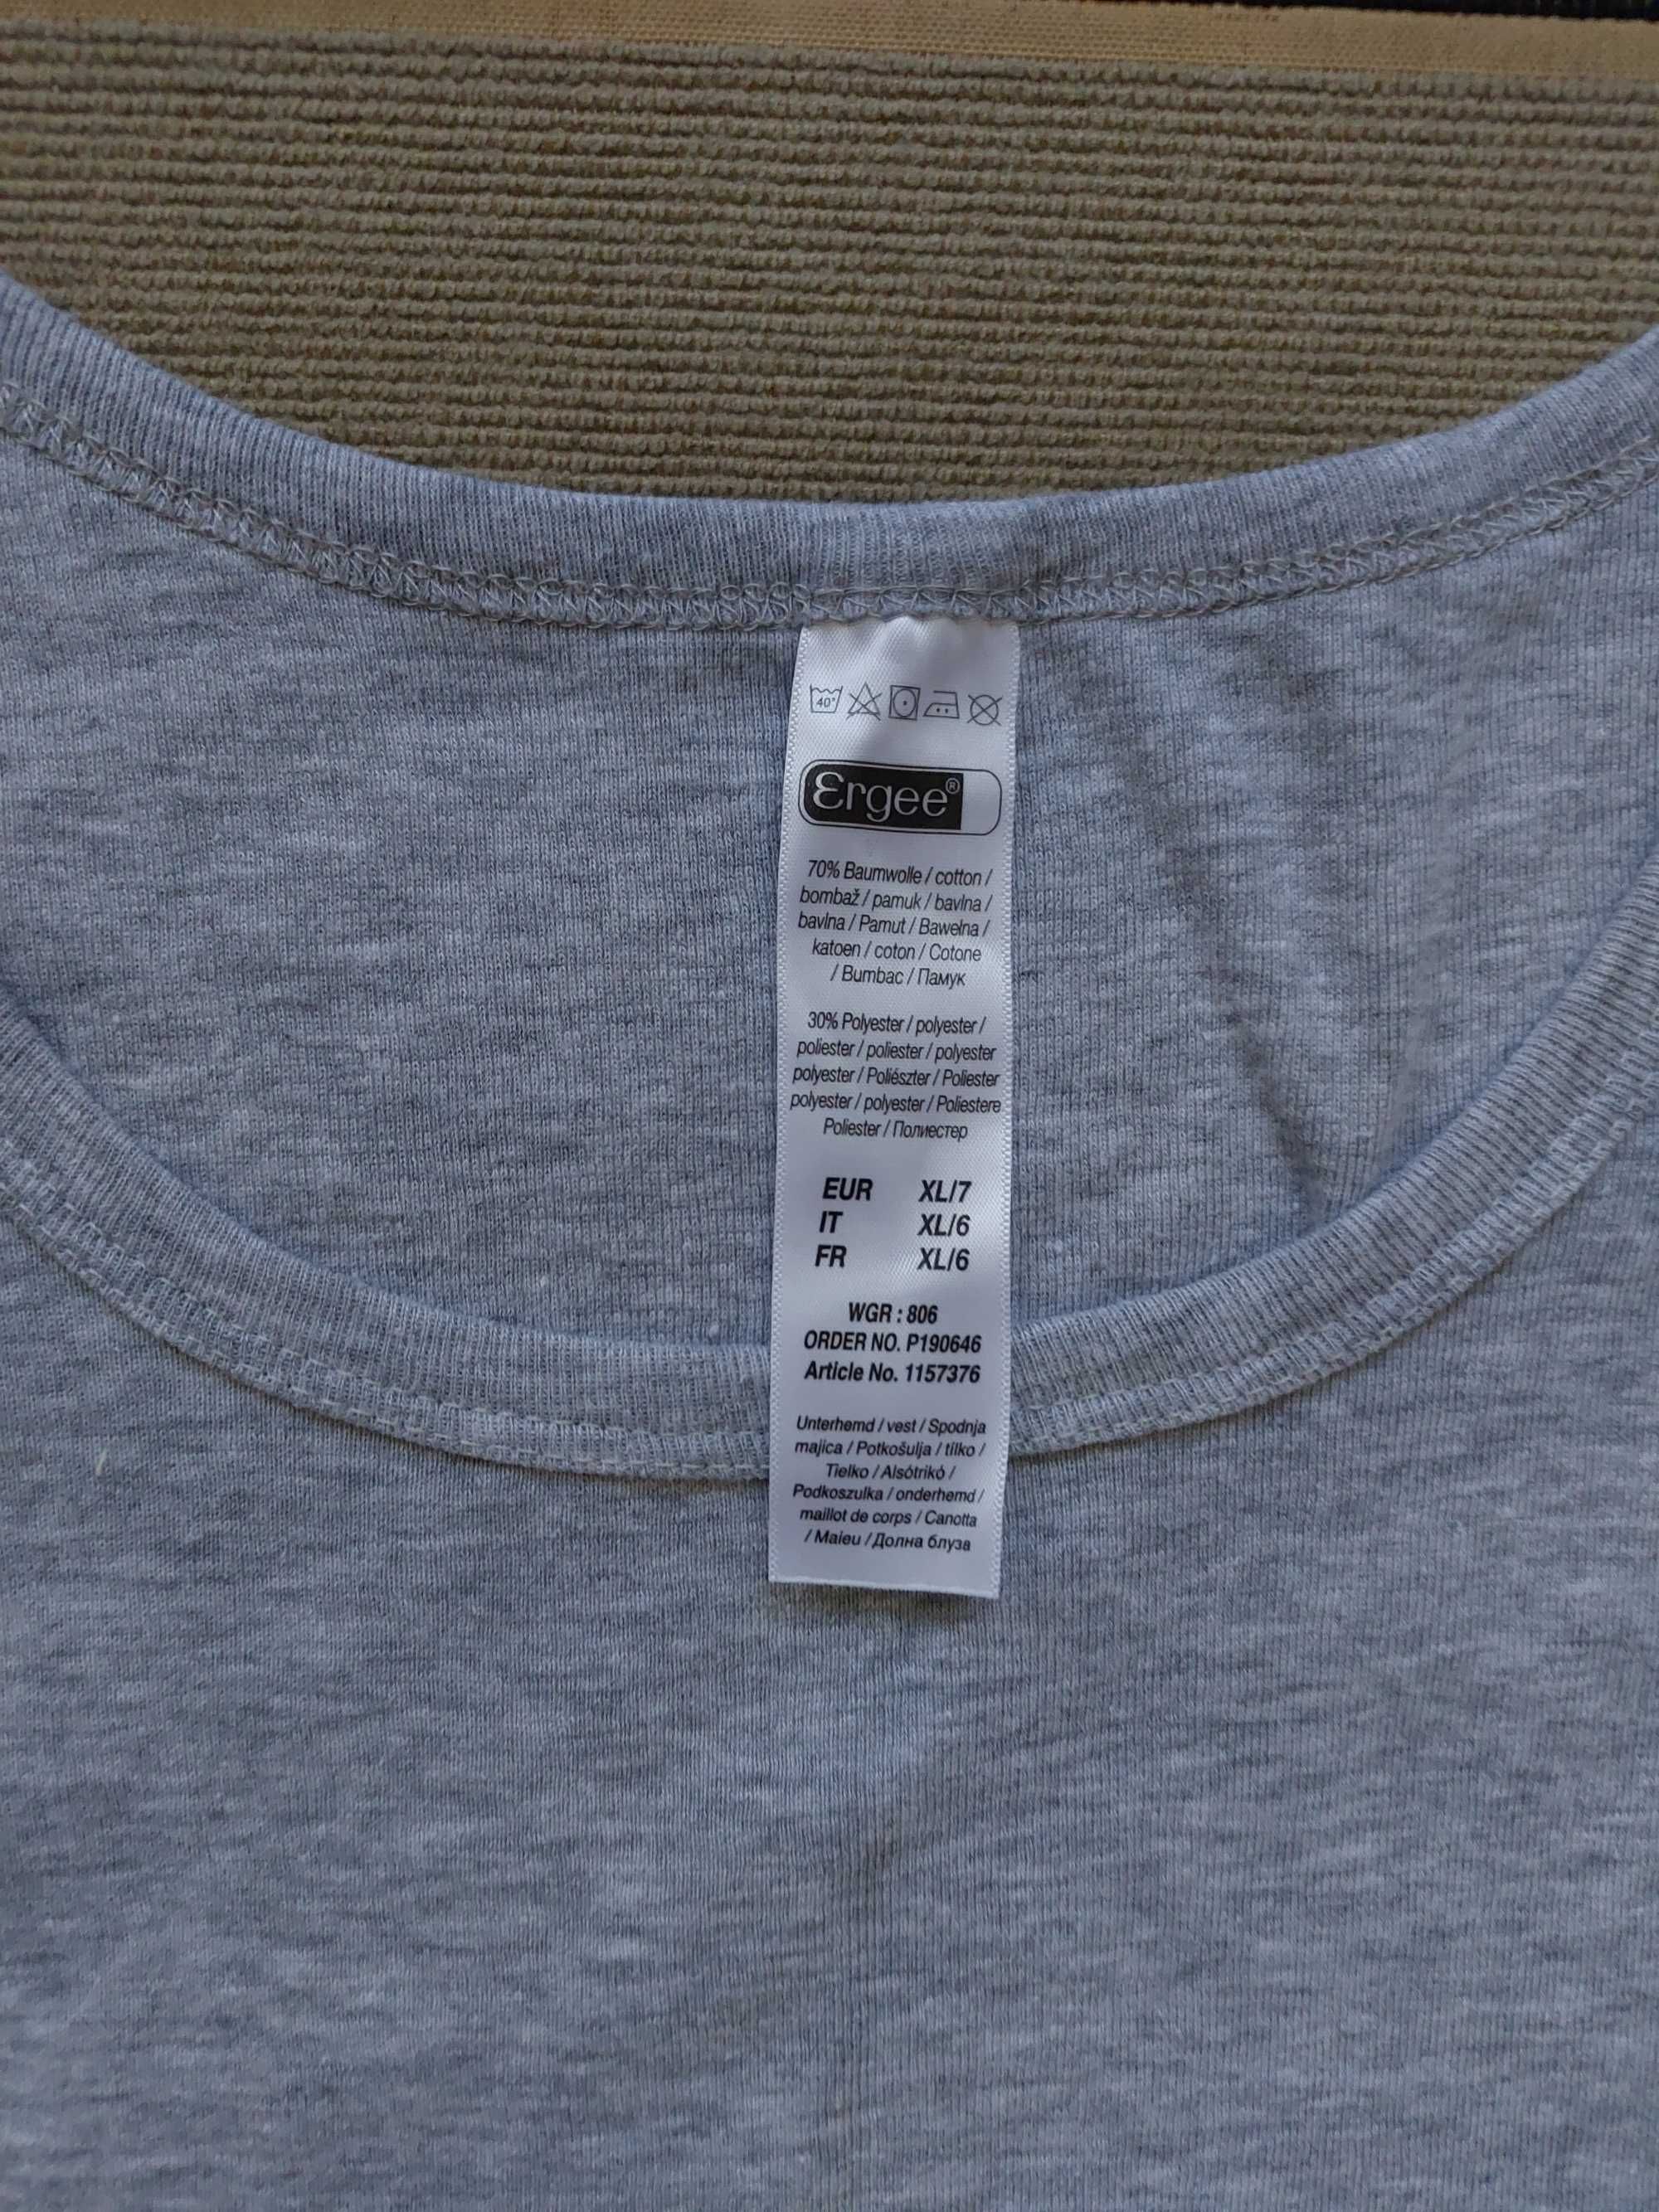 40°
Ergee®
70% Baumwolle / cotton /
bombaž / pamuk / bavlna /
bavlna / Pamut / Bawełna /
katoen / coton / Cotone
/ Bumbac / Памук
30% Polyester / polyester /
poliester / poliester / polyester
polyester / Poliészter / Poliester
polyester / polyester / Poliestere
Poliester / Полиестер
EUR XL/7
IT XL/6
FR XL/6
WGR : 806
ORDER NO. P190646
Article No. 1157376
Unterhemd / vest / Spodnja
majica / Potkošulja / tílko /
Tielko / Alsótrikó /
Podkoszulka / onderhemd /
maillot de corps / Canotta
/ Maieu / Долна блуза